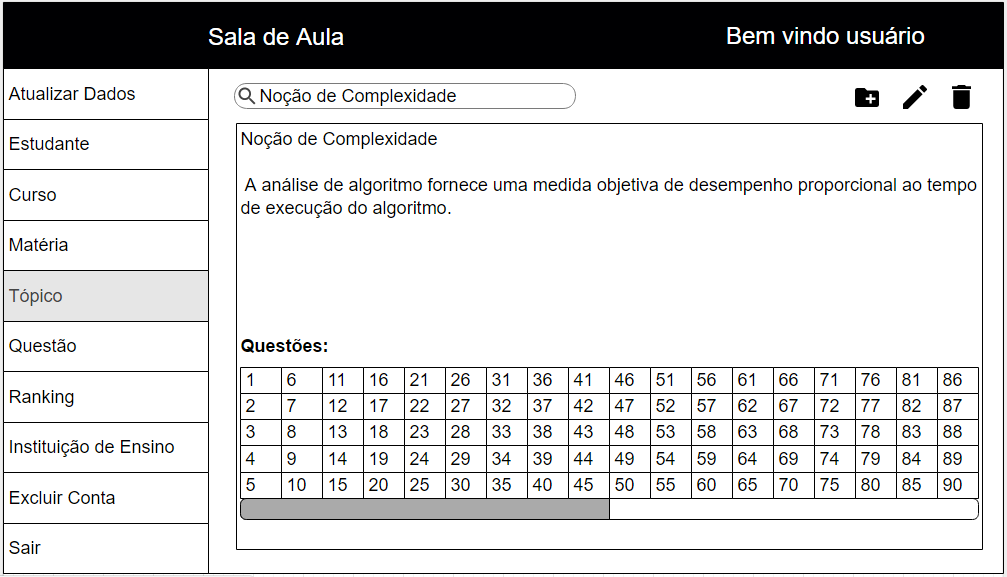 Sala de Aula
Bem vindo usuário
Atualizar Dados
Estudante
Curso
Matéria
Tópico
Questão
Ranking
Instituição de Ensino
Excluir Conta
Sair
Noção de Complexidade
Noção de Complexidade
A análise de algoritmo fornece uma medida objetiva de desempenho proporcional ao tempo
de execução do algoritmo.
Questões:
1 6 11 16 21 26 31 36 41 46 51 56 61 66 71 76 81 86
2 7 12 17 22 27 32 37 42 47 52 57 62 67 72 77 82 87
3 8 13 18 23 28 33 38 43 48 53 58 63 68 73 78 83 88
4 9 14 19 24 29 34 39 44 49 54 59 64 69 74 79 84 89
5 10 15 20 25 30 35 40 45 50 55 60 65 70 75 80 85 90